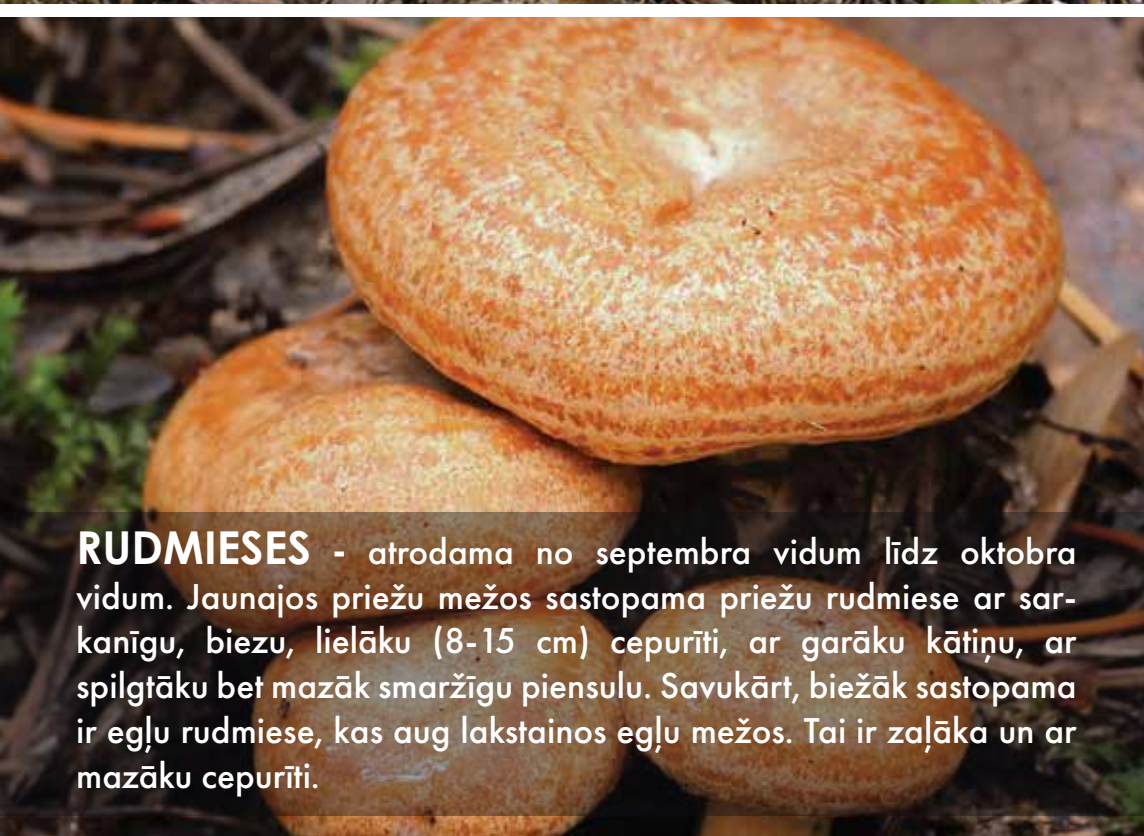 RUDMIESES - atrodama no septembra vidum līdz oktobra
vidum. Jaunajos priežu mežos sastopama priežu rudmiese ar sar-
kanīgu, biezu, lielāku (8-15 cm) cepurīti, ar garāku kātiņu, ar
spilgtāku bet mazāk smaržīgu piensulu. Savukārt, biežāk sastopama
ir egļu rudmiese, kas aug lakstainos egļu mežos. Tai ir zaļāka un ar
mazāku cepurīti.